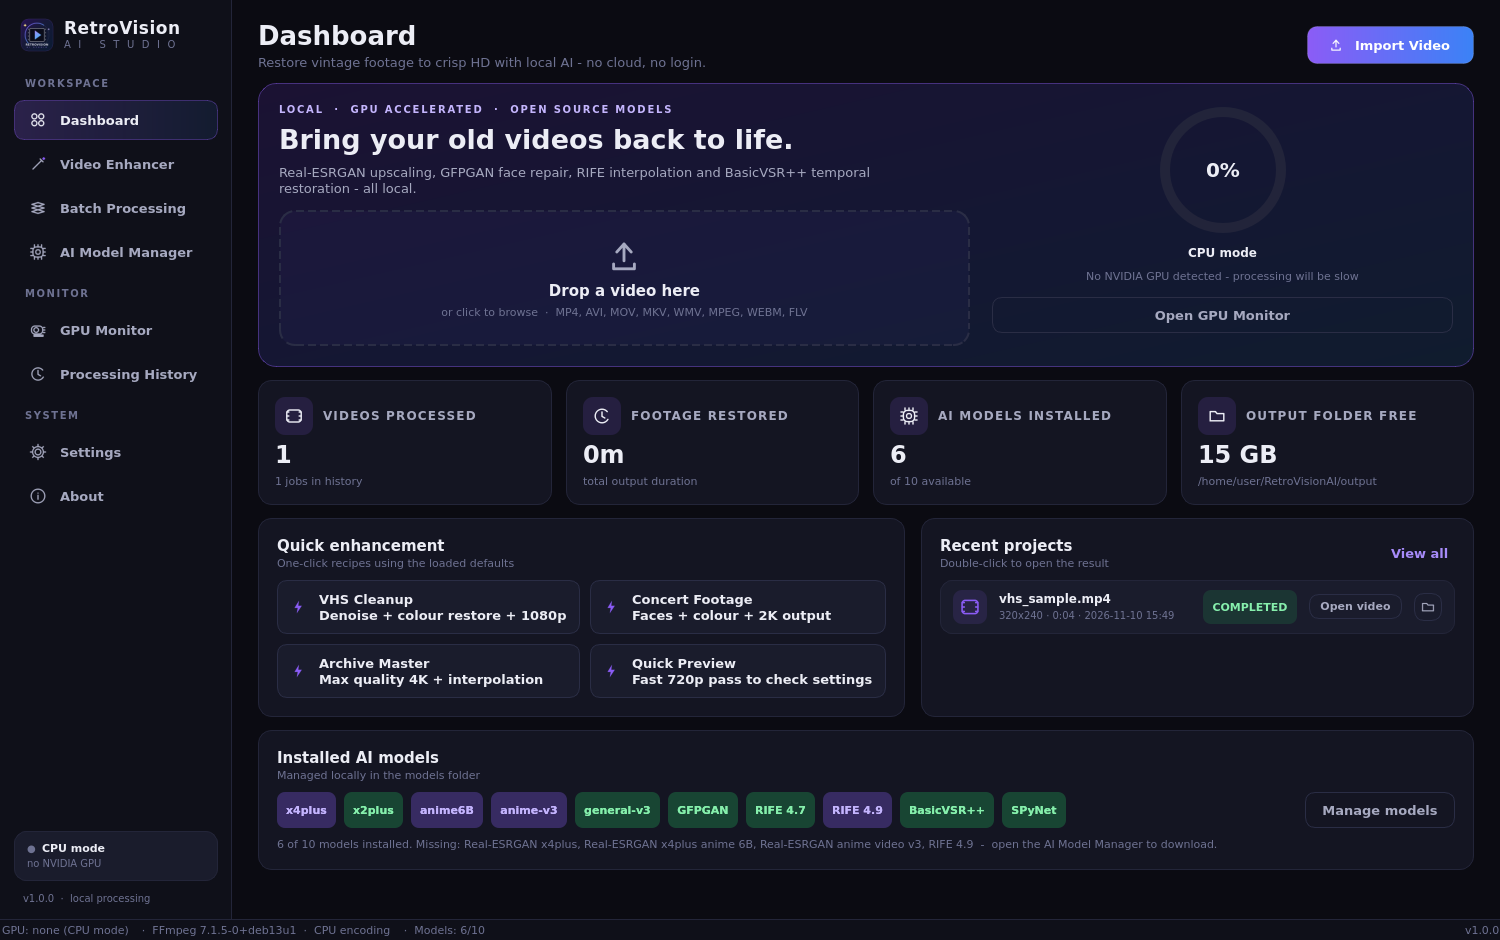 RetroVision
AI STUDIO
WORKSPACE
Dashboard
Video Enhancer
Batch Processing
AI Model Manager
MONITOR
GPU Monitor
Processing History
SYSTEM
Settings
About
CPU mode
no NVIDIA GPU
v1.0.0 · local processing
Dashboard
Restore vintage footage to crisp HD with local AI - no cloud, no login.
Import Video
LOCAL · GPU ACCELERATED · OPEN SOURCE MODELS
Bring your old videos back to life.
Real-ESRGAN upscaling, GFPGAN face repair, RIFE interpolation and BasicVSR++ temporal
restoration - all local.
Drop a video here
or click to browse · MP4, AVI, MOV, MKV, WMV, MPEG, WEBM, FLV
0%
CPU mode
No NVIDIA GPU detected - processing will be slow
Open GPU Monitor
VIDEOS PROCESSED
1
1 jobs in history
FOOTAGE RESTORED
0m
total output duration
AI MODELS INSTALLED
6
of 10 available
OUTPUT FOLDER FREE
15 GB
/home/user/RetroVisionAI/output
Quick enhancement
One-click recipes using the loaded defaults
VHS Cleanup
Denoise + colour restore + 1080p
Concert Footage
Faces + colour + 2K output
Archive Master
Max quality 4K + interpolation
Quick Preview
Fast 720p pass to check settings
Recent projects
Double-click to open the result
View all
vhs_sample.mp4
320x240 · 0:04 · 2026-11-10 15:49
COMPLETED
Open video
Installed AI models
Managed locally in the models folder
x4plus x2plus anime6B anime-v3 general-v3 GFPGAN RIFE 4.7 RIFE 4.9 BasicVSR++ SPyNet
Manage models
6 of 10 models installed. Missing: Real-ESRGAN x4plus, Real-ESRGAN x4plus anime 6B, Real-ESRGAN anime video v3, RIFE 4.9 - open the AI Model Manager to download.
GPU: none (CPU mode) · FFmpeg 7.1.5-0+deb13u1 · CPU encoding · Models: 6/10
v1.0.0